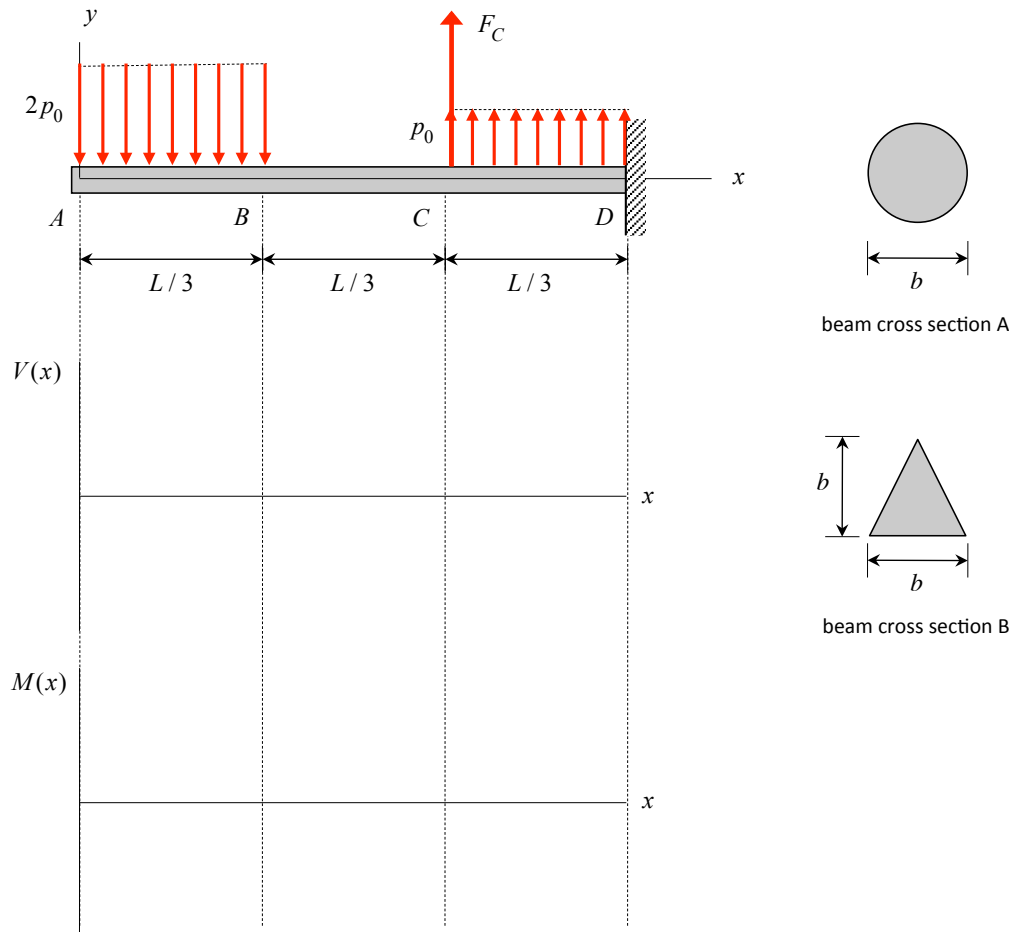 y
F_C
2p_0
p_0
x
A
B
C
D
L / 3
L / 3
L / 3
b
beam cross section A
V(x)
x
b
b
beam cross section B
M(x)
x